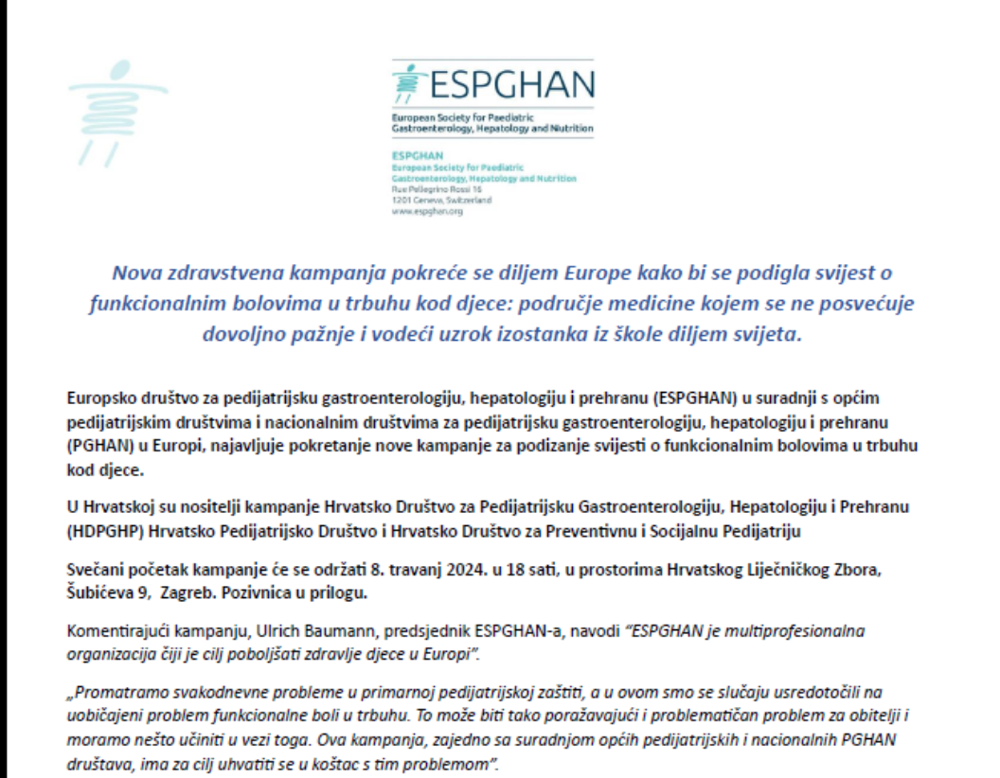 ESPGHAN
European Society for Paediatric
Gastroenterology, Hepatology and Nutrition
ESPGHAN
European Society for Paediatric
Gastroenterology, Hepatology and Nutrition
Rue Pellegrino Rossi 16
1201 Geneva, Switzerland
www.espghan.org
Nova zdravstvena kampanja pokreće se diljem Europe kako bi se podigla svijest o
funkcionalnim bolovima u trbuhu kod djece: područje medicine kojem se ne posvećuje
dovoljno pažnje i vodeći uzrok izostanka iz škole diljem svijeta.
Europsko društvo za pedijatrijsku gastroenterologiju, hepatologiju i prehranu (ESPGHAN) u suradnji s općim
pedijatrijskim društvima i nacionalnim društvima za pedijatrijsku gastroenterologiju, hepatologiju i prehranu
(PGHAN) u Europi, najavljuje pokretanje nove kampanje za podizanje svijesti o funkcionalnim bolovima u trbuhu
kod djece.
U Hrvatskoj su nositelji kampanje Hrvatsko Društvo za Pedijatrijsku Gastroenterologiju, Hepatologiju i Prehranu
(HDPGHP) Hrvatsko Pedijatrijsko Društvo i Hrvatsko Društvo za Preventivnu i Socijalnu Pedijatriju
Svečani početak kampanje će se održati 8. travanj 2024. u 18 sati, u prostorima Hrvatskog Liječničkog Zbora,
Šubićeva 9, Zagreb. Pozivnica u prilogu.
Komentirajući kampanju, Ulrich Baumann, predsjednik ESPGHAN-a, navodi “ESPGHAN je multiprofesionalna
organizacija čiji je cilj poboljšati zdravlje djece u Europi”.
„Promatramo svakodnevne probleme u primarnoj pedijatrijskoj zaštiti, a u ovom smo se slučaju usredotočili na
uobičajeni problem funkcionalne boli u trbuhu. To može biti tako poražavajući i problematičan problem za obitelji i
moramo nešto učiniti u vezi toga. Ova kampanja, zajedno sa suradnjom općih pedijatrijskih i nacionalnih PGHAN
društava, ima za cilj uhvatiti se u koštac s tim problemom”.